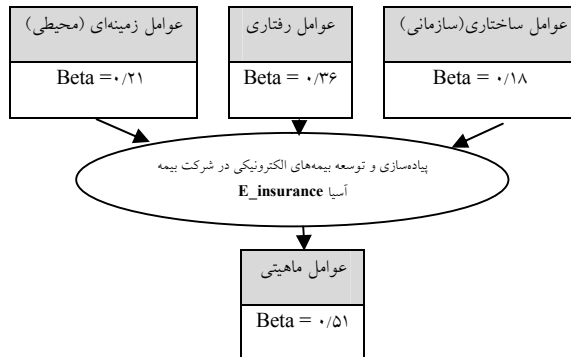 عوامل ساختاری(سازمانی)
Beta = ۰/۱۸
عوامل رفتاری
Beta = ۰/۳۶
عوامل زمینه‌ای (محیطی)
Beta =۰/۲۱
پیاده‌سازی و توسعه بیمه‌های الکترونیکی در شرکت بیمه
آسیا E_insurance
عوامل ماهیتی
Beta = ۰/۵۱